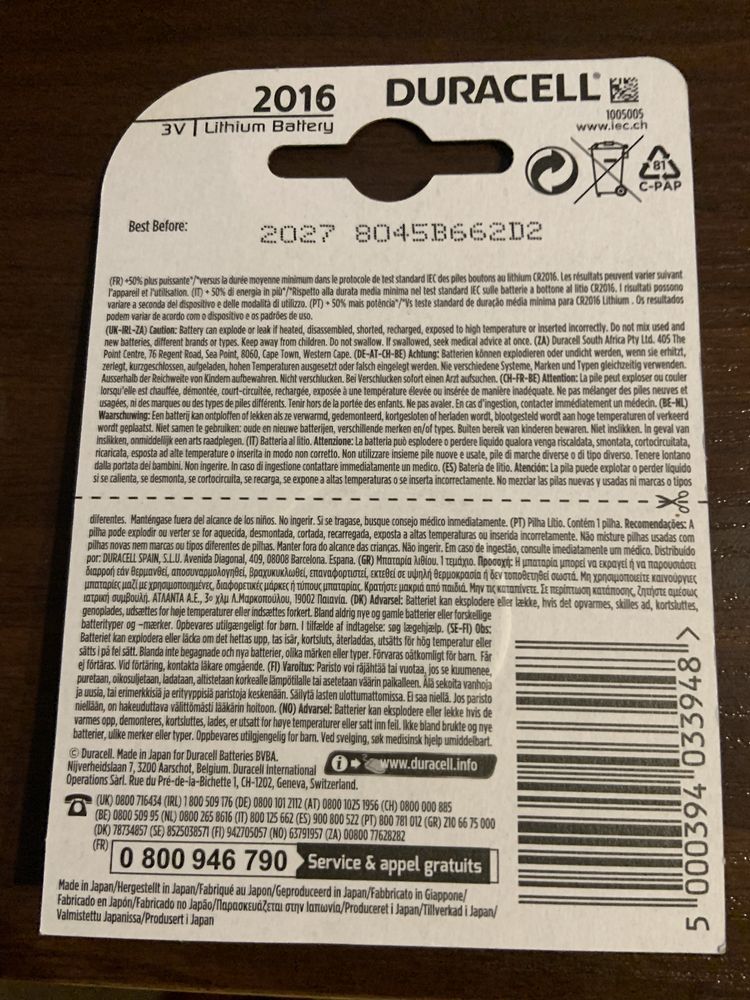 2016
DURACELL®
3V | Lithium Battery
1005005
www.iec.ch
81
C-PAP
Best Before:
2027 8045B662D2
(FR) +50% plus puissante*/*versus la durée moyenne minimum dans le protocole de test standard IEC des piles boutons au lithium CR2016. Les résultats peuvent varier suivant
l'appareil et l'utilisation. (IT) + 50% di energia in più*/*Rispetto alla durata media minima nel test standard IEC sulle batterie a bottone al litio CR2016. I risultati possono
variare a seconda del dispositivo e delle modalità di utilizzo. (PT) + 50% mais potência*/*Vs teste standard de duração média mínima para CR2016 Lithium . Os resultados
podem variar de acordo com o dispositivo e os padrões de uso.
(UK-IRL-ZA) Caution: Battery can explode or leak if heated, disassembled, shorted, recharged, exposed to high temperature or inserted incorrectly. Do not mix used and
new batteries, different brands or types. Keep away from children. Do not swallow. If swallowed, seek medical advice at once. (ZA) Duracell South Africa Pty Ltd. 405 The
Point Centre, 76 Regent Road, Sea Point, 8060, Cape Town, Western Cape. (DE-AT-CH-BE) Achtung: Batterien können explodieren oder undicht werden, wenn sie erhitzt,
zerlegt, kurzgeschlossen, aufgeladen, hohen Temperaturen ausgesetzt oder falsch eingelegt werden. Nie verschiedene Systeme, Marken und Typen gleichzeitig verwenden.
Ausserhalb der Reichweite von Kindern aufbewahren. Nicht verschlucken. Bei Verschlucken sofort einen Arzt aufsuchen. (CH-FR-BE) Attention: La pile peut exploser ou couler
lorsqu'elle est chauffée, démontée, court-circuitée, rechargée, exposée à une température élevée ou insérée de manière inadéquate. Ne pas mélanger des piles neuves et
usagées, ni des marques ou des types de piles différents. Tenir hors de la portée des enfants. Ne pas avaler. En cas d'ingestion, contacter immédiatement un médecin. (BE-NL)
Waarschuwing: Een batterij kan ontploffen of lekken als ze verwarmd, gedemonteerd, kortgesloten of herladen wordt, blootgesteld wordt aan hoge temperaturen of verkeerd
wordt geplaatst. Niet samen te gebruiken: oude en nieuwe batterijen, verschillende merken en/of types. Buiten bereik van kinderen bewaren. Niet inslikken. In geval van
inslikken, onmiddellijk een arts raadplegen. (IT) Batteria al litio. Attenzione: La batteria può esplodere o perdere liquido qualora venga riscaldata, smontata, cortocircuitata,
ricaricata, esposta ad alte temperature o inserita in modo non corretto. Non utilizzare insieme pile nuove e usate, pile di marche diverse o di tipo diverso. Tenere lontano
dalla portata dei bambini. Non ingerire. In caso di ingestione contattare immediatamente un medico. (ES) Batería de litio. Atención: La pila puede explotar o perder líquido
si se calienta, se desmonta, se cortocircuita, se recarga, se expone a altas temperaturas o se inserta incorrectamente. No mezclar las pilas nuevas y usadas ni marcas o tipos
diferentes. Manténgase fuera del alcance de los niños. No ingerir. Si se tragase, busque consejo médico inmediatamente. (PT) Pilha Lítio. Contém 1 pilha. Recomendações: A
pilha pode explodir ou verter se for aquecida, desmontada, cortada, recarregada, exposta a altas temperaturas ou inserida incorretamente. Não misture pilhas usadas com
pilhas novas nem marcas ou tipos diferentes de pilhas. Manter fora do alcance das crianças. Não ingerir. Em caso de ingestão, consulte imediatamente um médico. Distribuído
por: DURACELL SPAIN, S.L.U. Avenida Diagonal, 409, 08008 Barcelona. Espana. (GR) Μπαταρία λιθίου. 1 τεμάχιο. Προσοχή: Η μπαταρία μπορεί να εκραγεί ή να παρουσιάσει
διαρροή εάν θερμανθεί, αποσυναρμολογηθεί, βραχυκυκλωθεί, επαναφορτιστεί, εκτεθεί σε υψηλή θερμοκρασία ή δεν τοποθετηθεί σωστά. Μη χρησιμοποιείτε καινούργιες
μπαταρίες μαζί με χρησιμοποιημένες, διαφορετικές μάρκες ή τύπους μπαταρίας. Κρατήστε μακριά από παιδιά. Μην τις καταπίνετε. Σε περίπτωση κατάποσης, ζητήστε αμέσως
ιατρική συμβουλή. ΑΤΛΑΝΤΑ Α.Ε., 3ο χλμ Λ.Μαρκοπούλου, 19002 Παιανία. (DK) Advarsel: Batteriet kan eksplodere eller lække, hvis det opvarmes, skilles ad, kortsluttes,
genoplades, udsættes for høje temperaturer eller indsættes forkert. Bland aldrig nye og gamle batterier eller forskellige
batterityper og –mærker. Opbevares utilgængeligt for børn. I tilfælde af indtagelse: søg lægehjælp. (SE-FI) Obs:
Batteriet kan explodera eller läcka om det hettas upp, tas isär, kortsluts, återladdas, utsätts för hög temperatur eller
sätts i på fel sätt. Blanda inte begagnade och nya batterier, olika märken eller typer. Förvaras oåtkomligt för barn. Får
ej förtäras. Vid förtäring, kontakta läkare omgående. (FI) Varoitus: Paristo voi räjähtää tai vuotaa, jos se kuumenee,
puretaan, oikosuljetaan, ladataan, altistetaan korkealle lämpötilalle tai asetetaan väärin paikalleen. Älä sekoita vanhoja
ja uusia, tai erimerkkisiä ja erityyppisiä paristoja keskenään. Säilytä lasten ulottumattomissa. Ei saa niellä. Jos paristo
niellään, on hakeuduttava välittömästi lääkärin hoitoon. (NO) Advarsel: Batterier kan eksplodere eller lekke hvis de
varmes opp, demonteres, kortsluttes, lades, er utsatt for høye temperaturer eller satt inn feil. Ikke bland brukte og nye
batterier, ulike merker eller typer. Oppbevares utilgjengelig for barn. Ved svelging, søk medisinsk hjelp umiddelbart.
© Duracell. Made in Japan for Duracell Batteries BVBA.
Nijverheidslaan 7, 3200 Aarschot, Belgium. Duracell International
Operations Sàrl. Rue du Pré-de-la-Bichette 1, CH-1202, Geneva, Switzerland.
www.duracell.info
(UK) 0800 716434 (IRL) 1 800 509 176 (DE) 0800 101 2112 (AT) 0800 1025 1956 (CH) 0800 000 885
(BE) 0800 509 95 (NL) 0800 265 8616 (IT) 800 125 662 (ES) 900 800 522 (PT) 800 781 012 (GR) 210 66 75 000
(DK) 78734857 (SE) 8525038571 (FI) 942705057 (NO) 63791957 (ZA) 00800 77628282
(FR)
0 800 946 790 Service & appel gratuits
Made in Japan/Hergestellt in Japan/Fabriqué au Japon/Geproduceerd in Japan/Fabbricato in Giappone/
Fabricado en Japón/Fabricado no Japão/Παρασκευάζεται στην Ιαπωνία/Produceret i Japan/Tillverkad i Japan/
Valmistettu Japanissa/Produsert i Japan
5 000394 033948 >